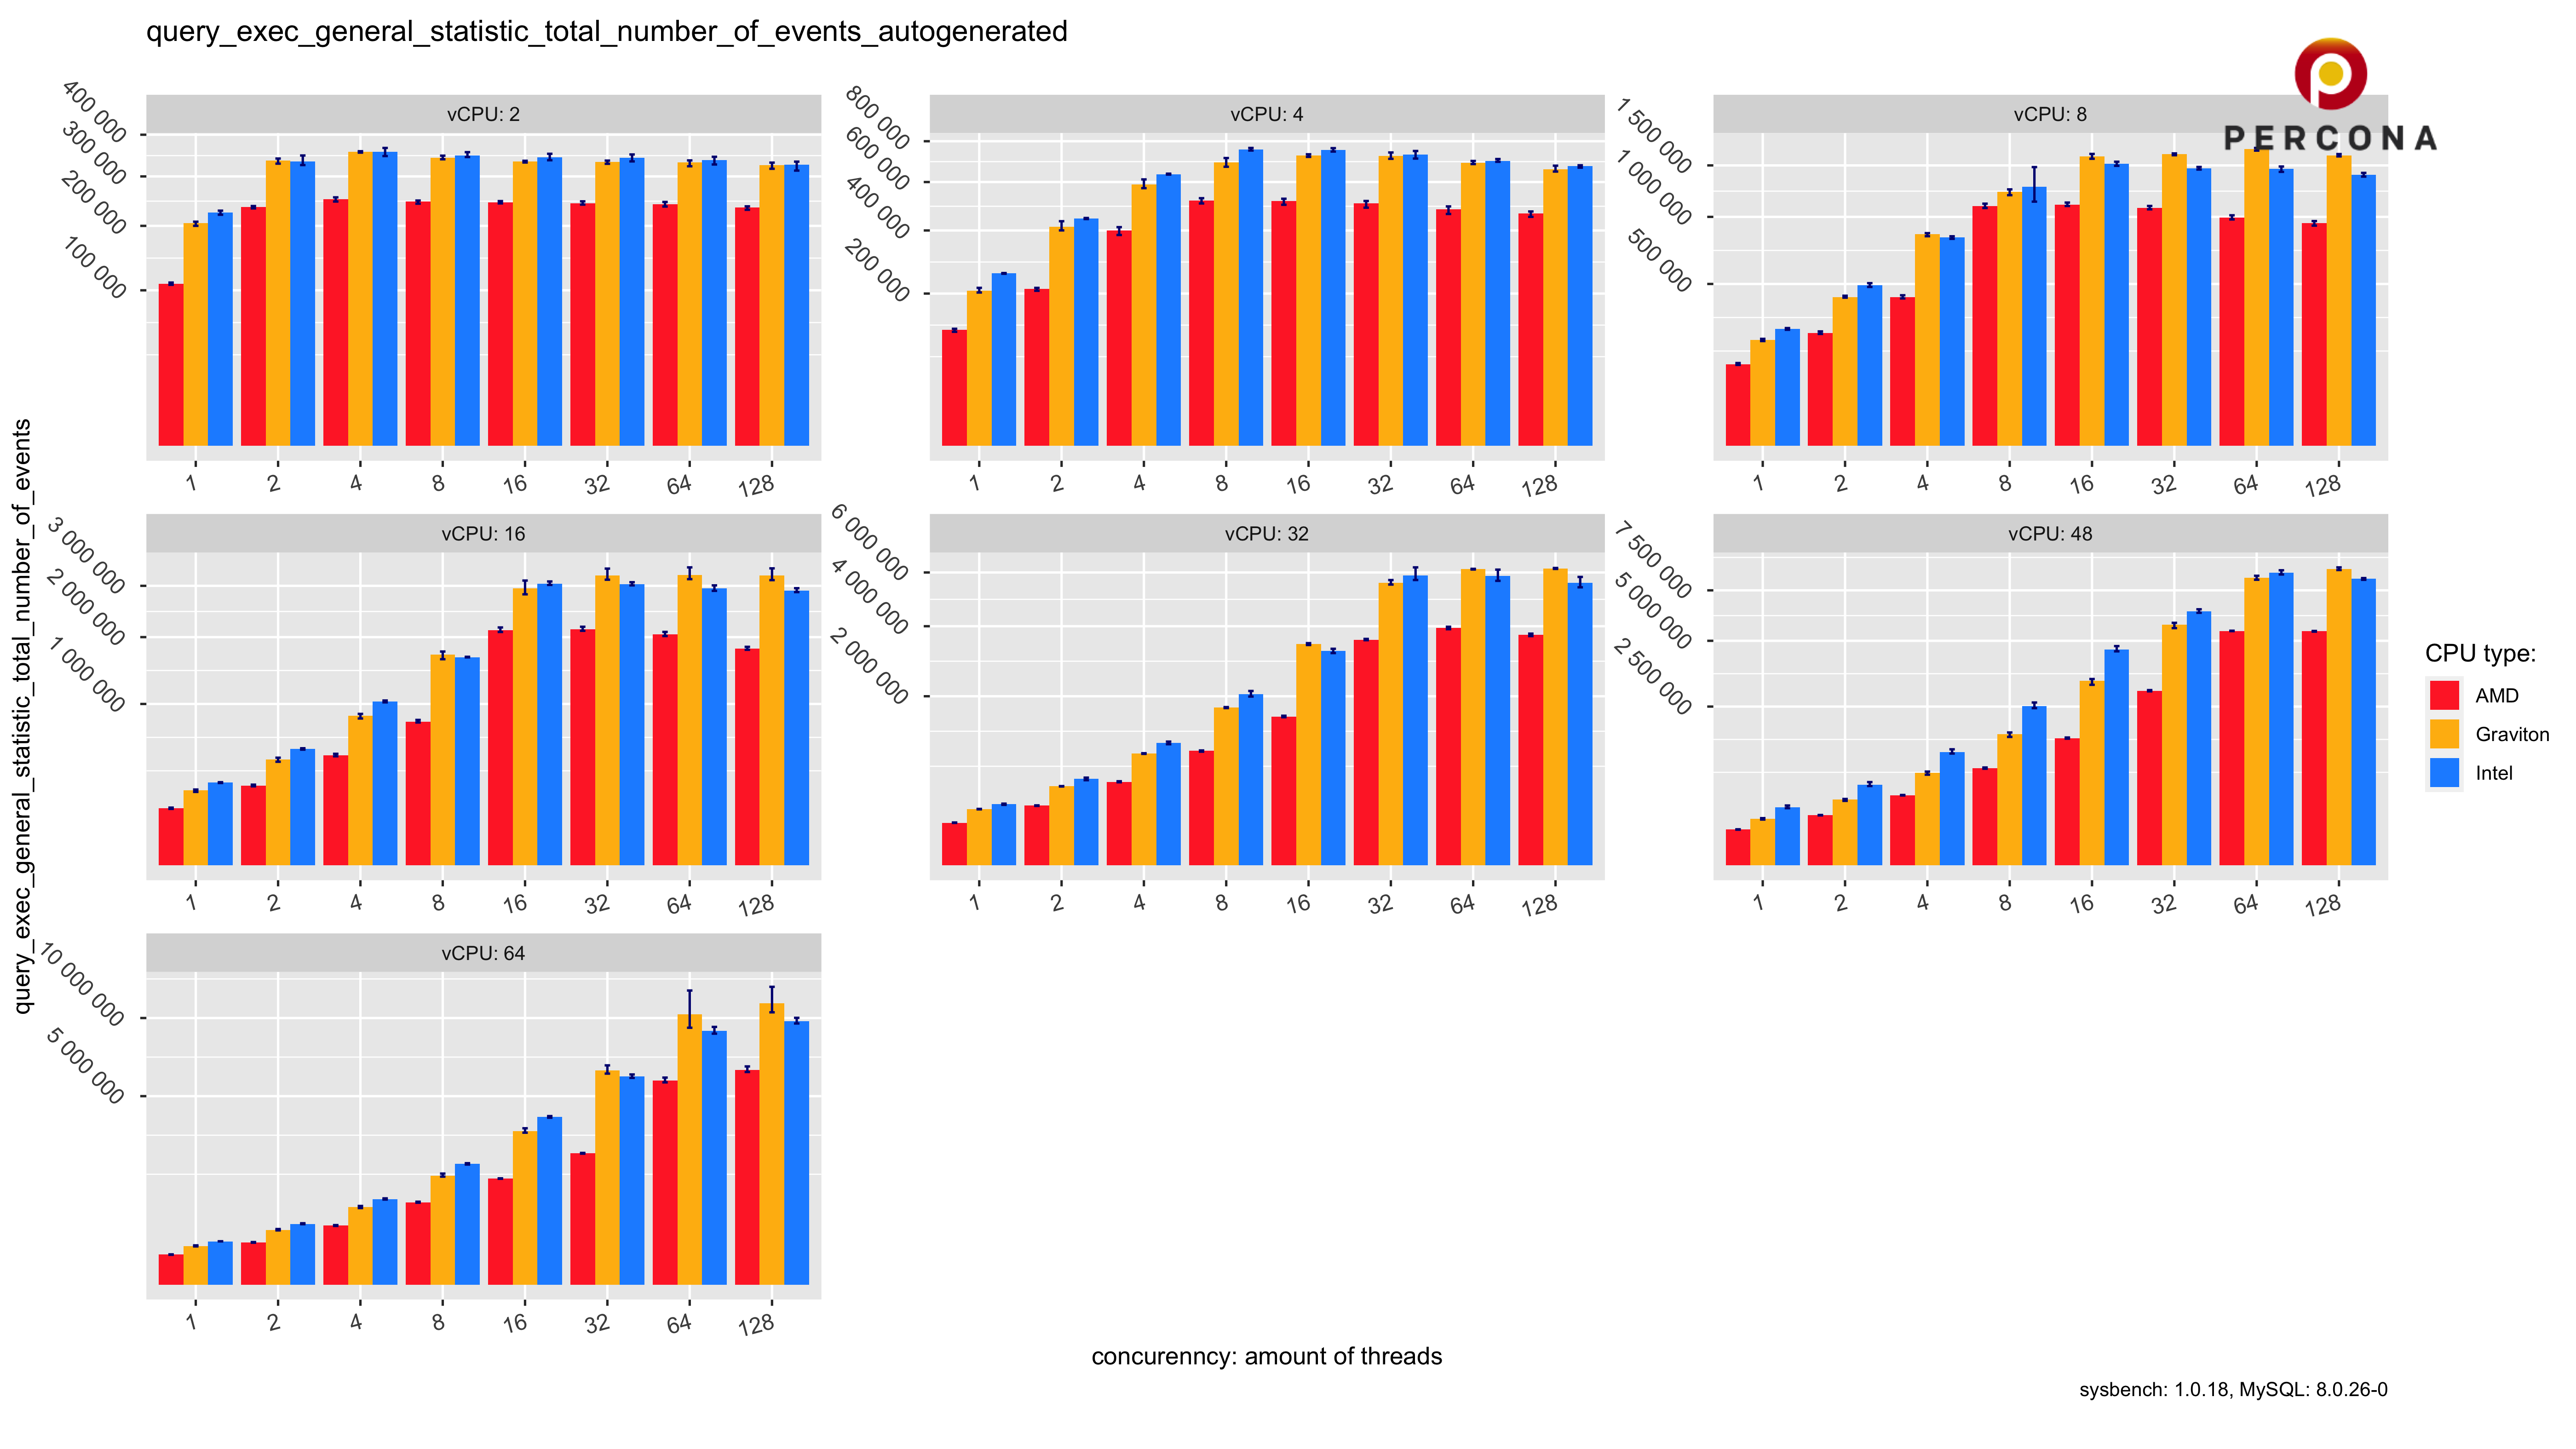 query_exec_general_statistic_total_number_of_events_autogenerated
PERCONA
query_exec_general_statistic_total_number_of_events
vCPU: 2
400 000
300 000
200 000
100 000
1 2 4 8 16 32 64 128
vCPU: 4
800 000
600 000
400 000
200 000
1 2 4 8 16 32 64 128
vCPU: 8
1 500 000
1 000 000
500 000
1 2 4 8 16 32 64 128
vCPU: 16
3 000 000
2 000 000
1 000 000
1 2 4 8 16 32 64 128
vCPU: 32
6 000 000
4 000 000
2 000 000
1 2 4 8 16 32 64 128
vCPU: 48
7 500 000
5 000 000
2 500 000
1 2 4 8 16 32 64 128
CPU type:
AMD
Graviton
Intel
vCPU: 64
10 000 000
5 000 000
1 2 4 8 16 32 64 128
concurenncy: amount of threads
sysbench: 1.0.18, MySQL: 8.0.26-0